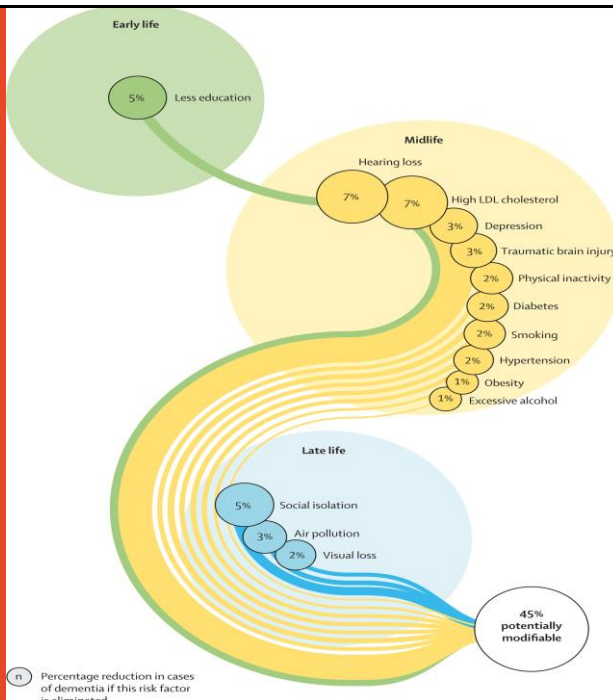 Early life
5%
Less education
Midlife
Hearing loss
7%
7%
High LDL cholesterol
3%
Depression
3%
Traumatic brain injury
2%
Physical inactivity
2%
Diabetes
2%
Smoking
2%
Hypertension
1%
Obesity
1%
Excessive alcohol
Late life
5%
Social isolation
3%
Air pollution
2%
Visual loss
45%
potentially
modifiable
n
Percentage reduction in cases
of dementia if this risk factor
is eliminated